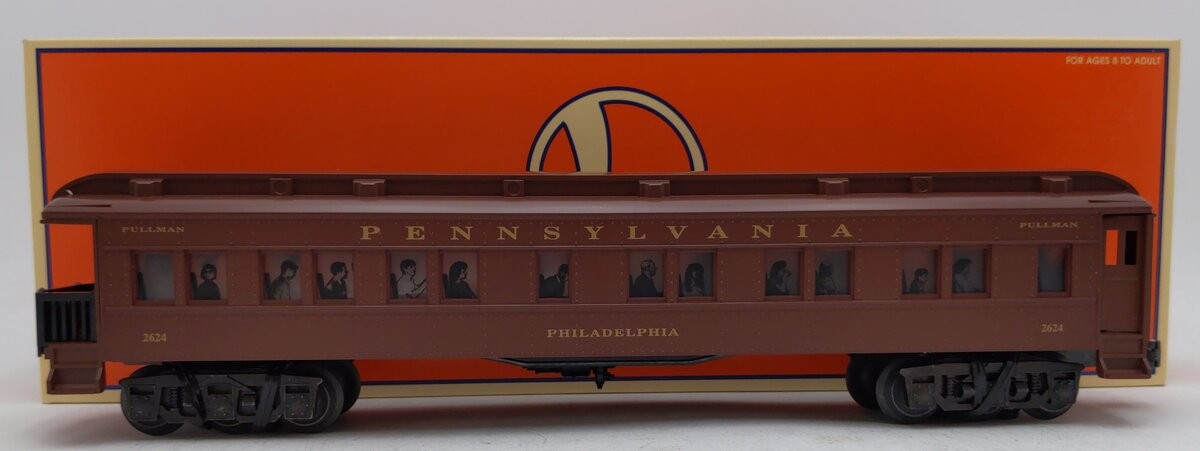 FOR AGES 8 TO ADULT
PULLMAN PENNSYLVANIA PULLMAN
2624 PHILADELPHIA 2624